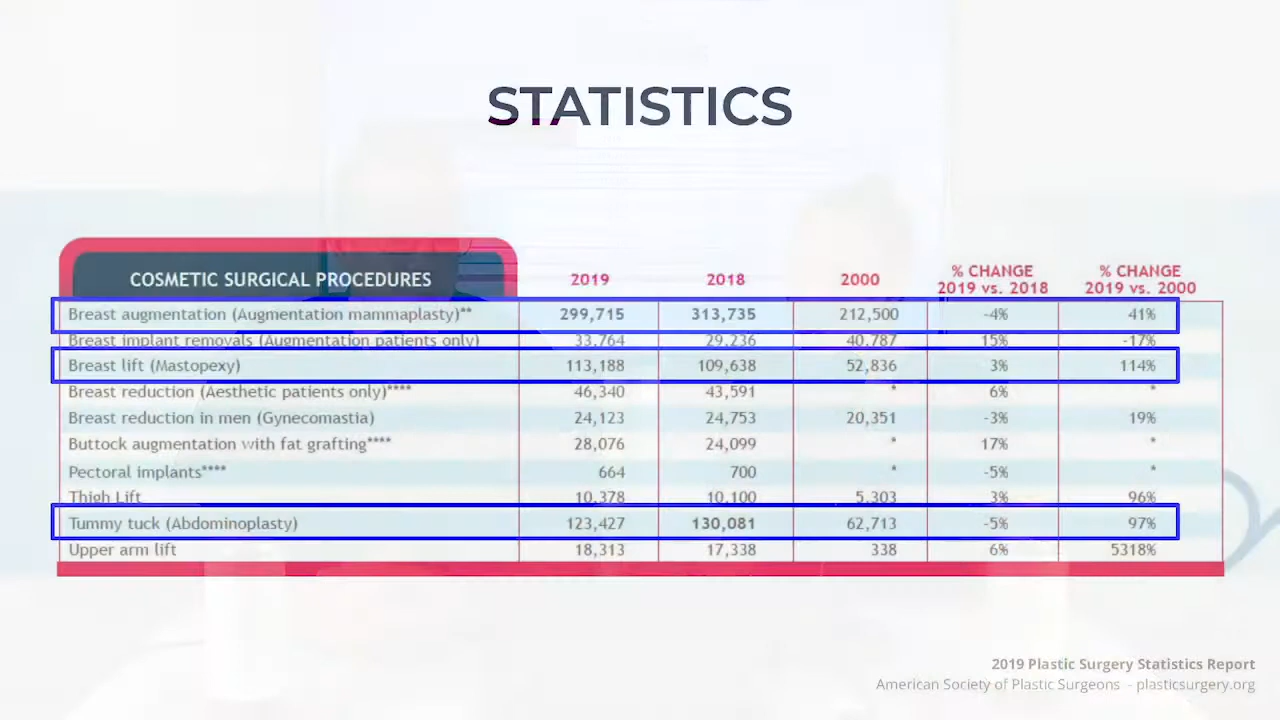 STATISTICS
COSMETIC SURGICAL PROCEDURES 2019 2018 2000 % CHANGE 2019 vs. 2018 % CHANGE 2019 vs. 2000
Breast augmentation (Augmentation mammaplasty)** 299,715 313,735 212,500 -4% 41%
Breast implant removals (Augmentation patients only) 33,764 29,236 40,787 15% -17%
Breast lift (Mastopexy) 113,188 109,638 52,836 3% 114%
Breast reduction (Aesthetic patients only)**** 46,340 43,591 * 6% *
Breast reduction in men (Gynecomastia) 24,123 24,753 20,351 -3% 19%
Buttock augmentation with fat grafting**** 28,076 24,099 * 17% *
Pectoral implants**** 664 700 * -5% *
Thigh Lift 10,378 10,100 5,303 3% 96%
Tummy tuck (Abdominoplasty) 123,427 130,081 62,713 -5% 97%
Upper arm lift 18,313 17,338 338 6% 5318%
2019 Plastic Surgery Statistics Report
American Society of Plastic Surgeons - plasticsurgery.org